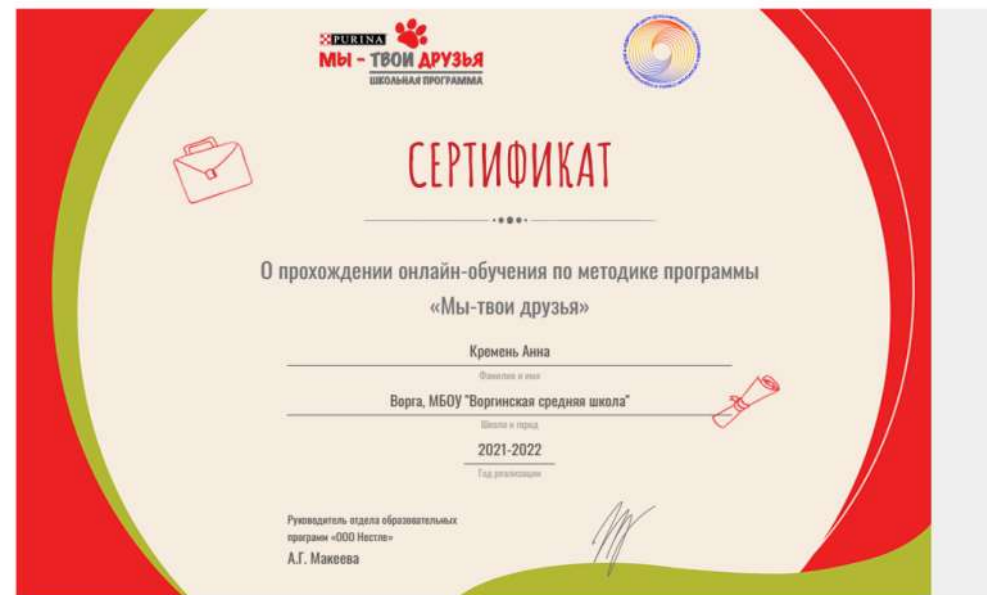 PURINA
МЫ - ТВОИ ДРУЗЬЯ
ШКОЛЬНАЯ ПРОГРАММА
СЕРТИФИКАТ
О прохождении онлайн-обучения по методике программы
«Мы-твои друзья»
Кремень Анна
Фамилия и имя
Ворга, МБОУ "Воргинская средняя школа"
Школа и город
2021-2022
Год реализации
Руководитель отдела образовательных
программ «ООО Нестле»
А.Г. Макеева